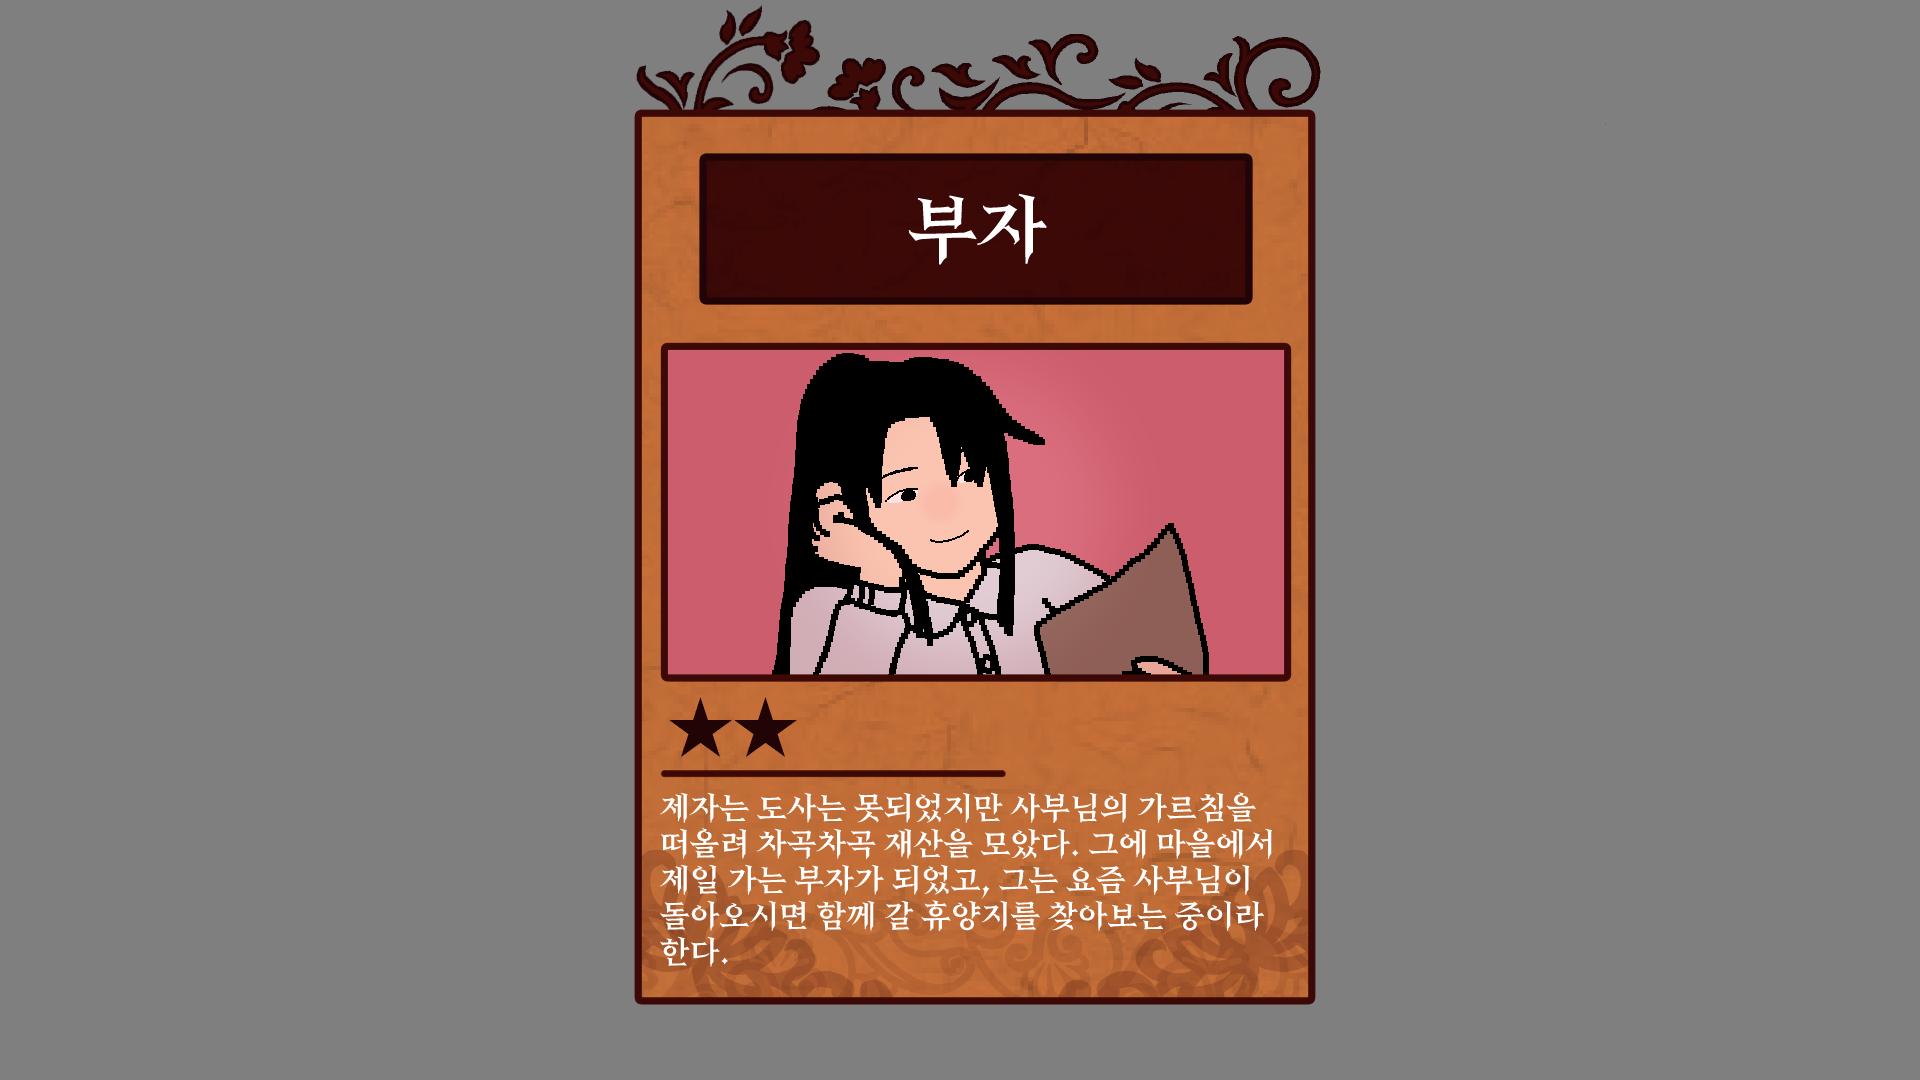 부자
★★
제자는 도사는 못되었지만 사부님의 가르침을
떠올려 차곡차곡 재산을 모았다. 그에 마을에서
제일 가는 부자가 되었고, 그는 요즘 사부님이
돌아오시면 함께 갈 휴양지를 찾아보는 중이라
한다.